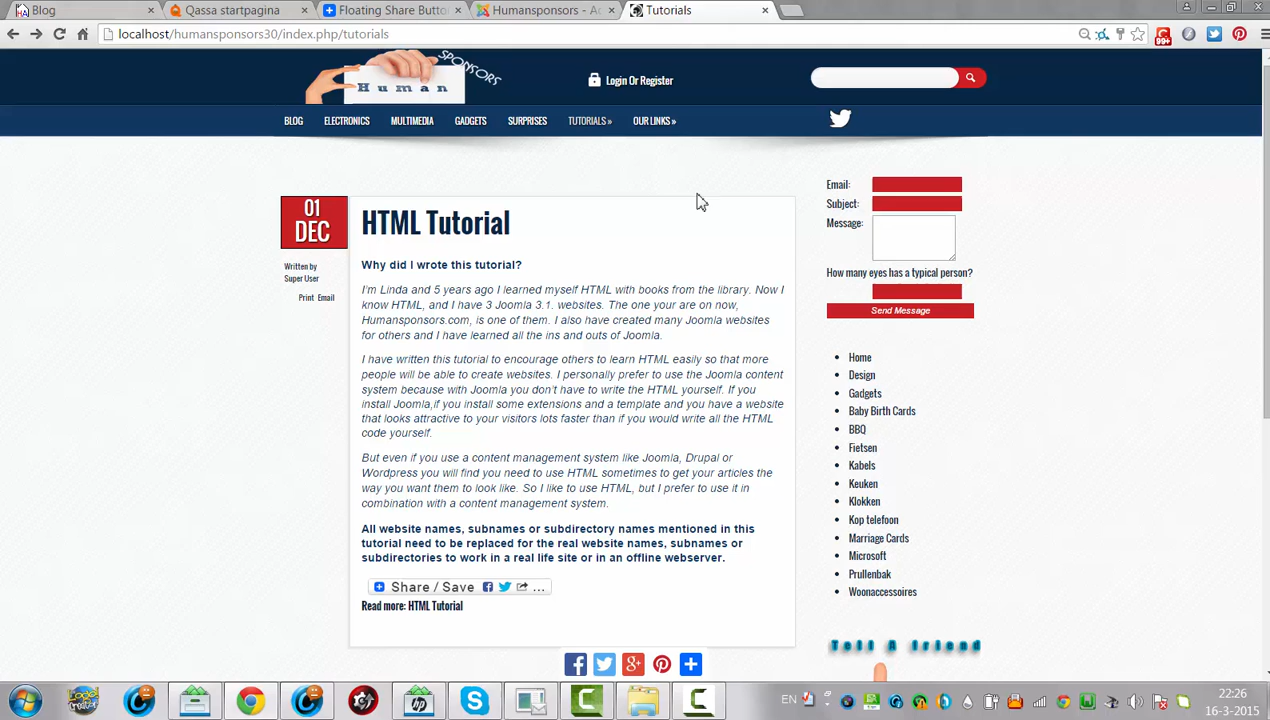 Blog
Qassa startpagina
Floating Share Butto
Humansponsors - Ac
Tutorials
localhost/humansponsors30/index.php/tutorials
99+
SPONSORS
Human
Login Or Register
BLOG
ELECTRONICS
MULTIMEDIA
GADGETS
SURPRISES
TUTORIALS »
OUR LINKS »
01
DEC
Written by
Super User
Print Email
HTML Tutorial
Why did I wrote this tutorial?
I'm Linda and 5 years ago I learned myself HTML with books from the library. Now I
know HTML, and I have 3 Joomla 3.1. websites. The one your are on now,
Humansponsors.com, is one of them. I also have created many Joomla websites
for others and I have learned all the ins and outs of Joomla.
I have written this tutorial to encourage others to learn HTML easily so that more
people will be able to create websites. I personally prefer to use the Joomla content
system because with Joomla you don't have to write the HTML yourself. If you
install Joomla,if you install some extensions and a template and you have a website
that looks attractive to your visitors lots faster than if you would write all the HTML
code yourself.
But even if you use a content management system like Joomla, Drupal or
Wordpress you will find you need to use HTML sometimes to get your articles the
way you want them to look like. So I like to use HTML, but I prefer to use it in
combination with a content management system.
All website names, subnames or subdirectory names mentioned in this
tutorial need to be replaced for the real website names, subnames or
subdirectories to work in a real life site or in an offline webserver.
Share / Save ...
Read more: HTML Tutorial
Email:
Subject:
Message:
How many eyes has a typical person?
Send Message
Home
Design
Gadgets
Baby Birth Cards
BBQ
Fietsen
Kabels
Keuken
Klokken
Kop telefoon
Marriage Cards
Microsoft
Prullenbak
Woonaccessoires
Tell A friend
EN
22:26
16-3-2015